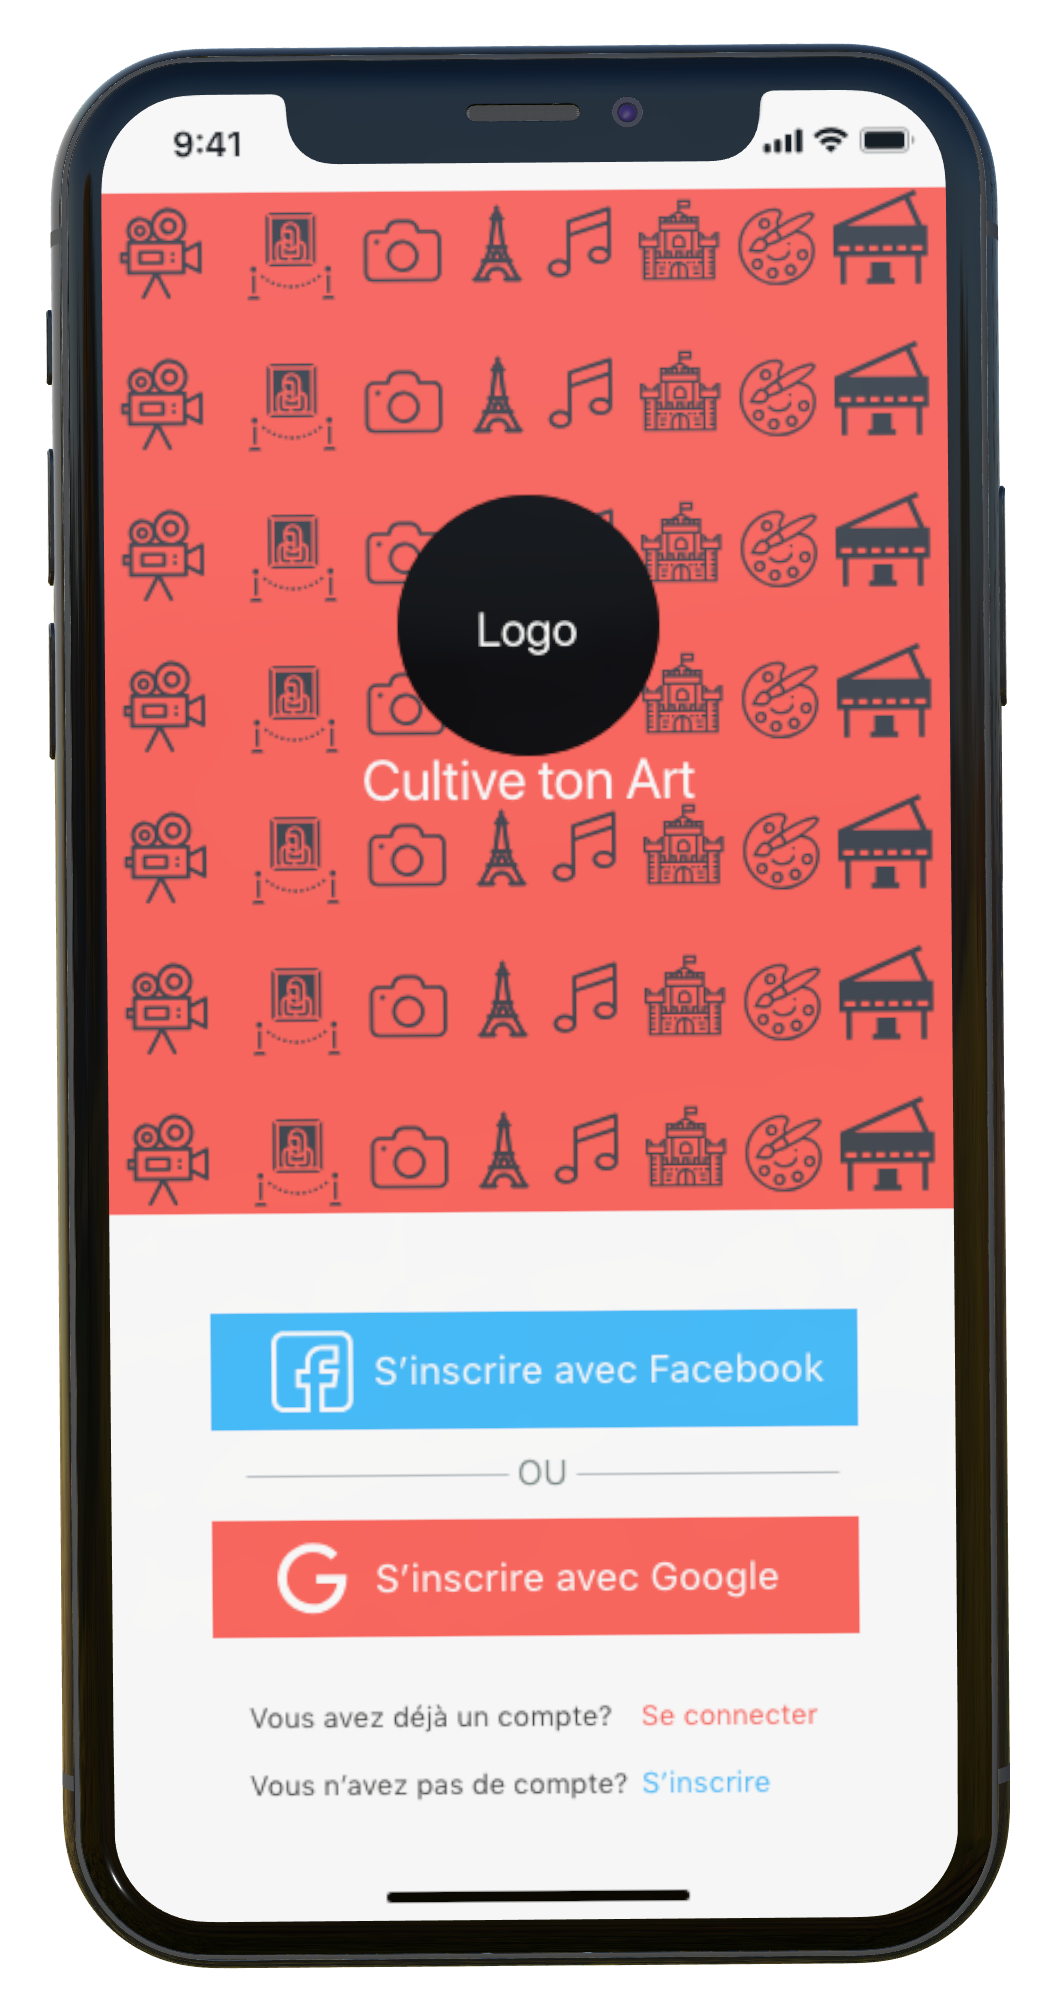 9:41
Logo
Cultive ton Art
S'inscrire avec Facebook
OU
S'inscrire avec Google
Vous avez déjà un compte? Se connecter
Vous n'avez pas de compte? S'inscrire